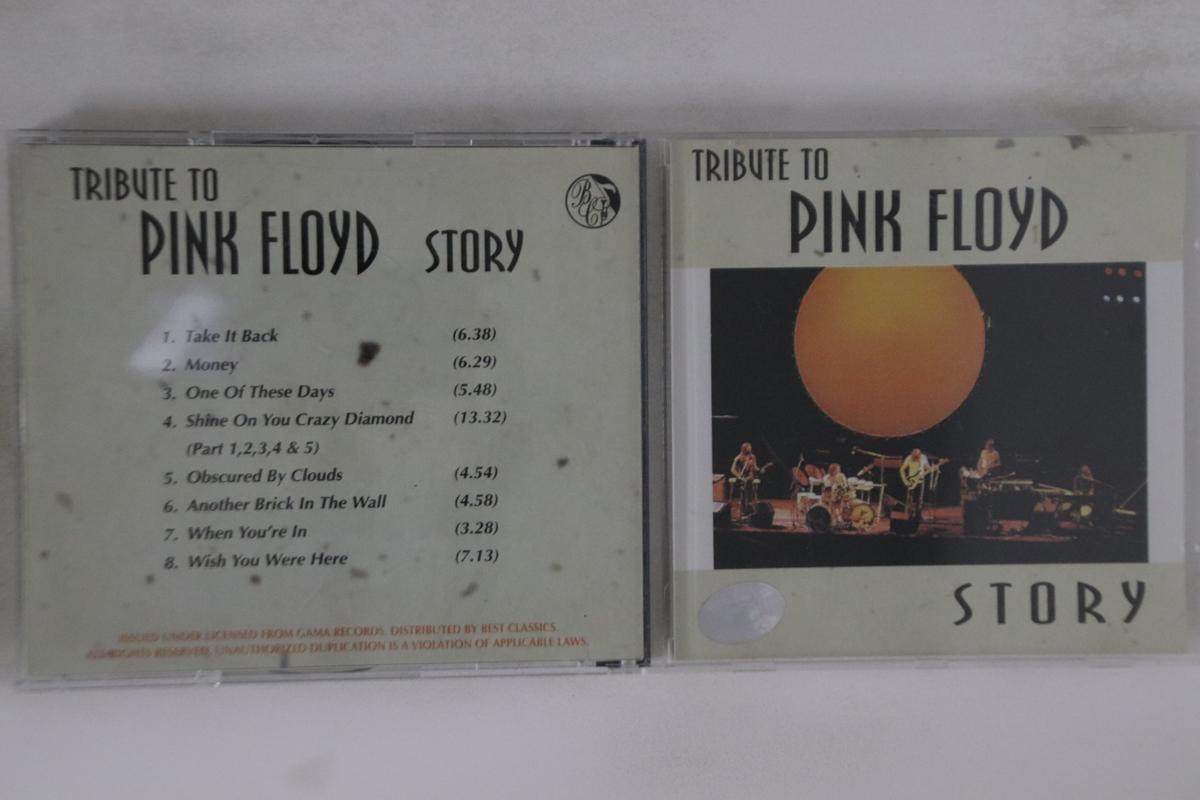 TRIBUTE TO
PINK FLOYD STORY
1. Take It Back (6.38)
2. Money (6.29)
3. One Of These Days (5.48)
4. Shine On You Crazy Diamond (13.32)
(Part 1,2,3,4 & 5)
5. Obscured By Clouds (4.54)
6. Another Brick In The Wall (4.58)
7. When You're In (3.28)
8. Wish You Were Here (7.13)
ISSUED UNDER LICENSED FROM GAMA RECORDS. DISTRIBUTED BY BEST CLASSICS.
ALL RIGHTS RESERVED. UNAUTHORIZED DUPLICATION IS A VIOLATION OF APPLICABLE LAWS.
TRIBUTE TO
PINK FLOYD
STORY